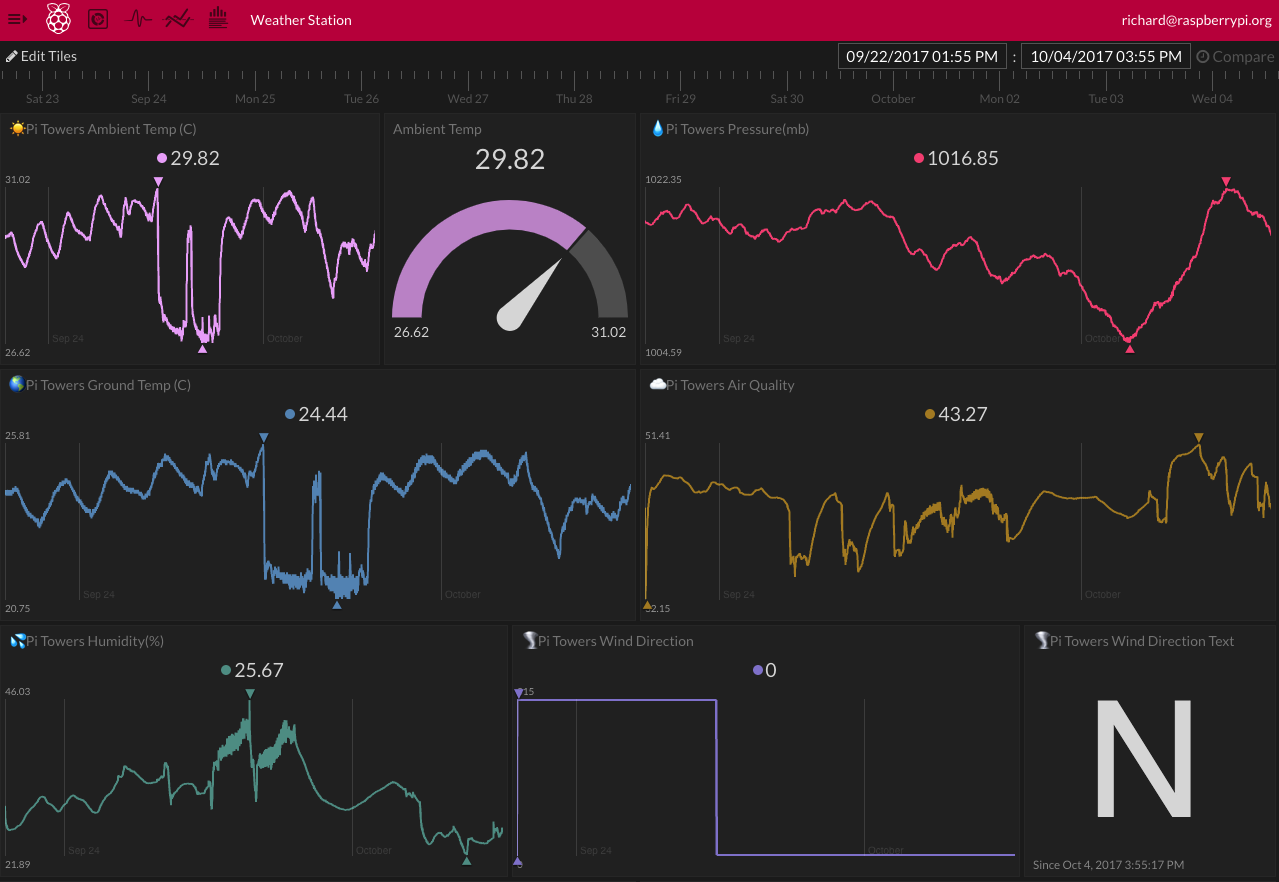 Weather Station
richard@raspberrypi.org
Edit Tiles
09/22/2017 01:55 PM : 10/04/2017 03:55 PM Compare
Sat 23 Sep 24 Mon 25 Tue 26 Wed 27 Thu 28 Fri 29 Sat 30 October Mon 02 Tue 03 Wed 04
Pi Towers Ambient Temp (C)
29.82
31.02
Sep 24 October
26.62
Ambient Temp
29.82
26.62 31.02
Pi Towers Pressure(mb)
1016.85
1022.35
Sep 24 October
1004.59
Pi Towers Ground Temp (C)
24.44
25.81
Sep 24 October
20.75
Pi Towers Air Quality
43.27
51.41
Sep 24 October
Pi Towers Humidity(%)
25.67
46.03
Sep 24 October
21.89
Pi Towers Wind Direction
0
Sep 24 October
Pi Towers Wind Direction Text
N
Since Oct 4, 2017 3:55:17 PM